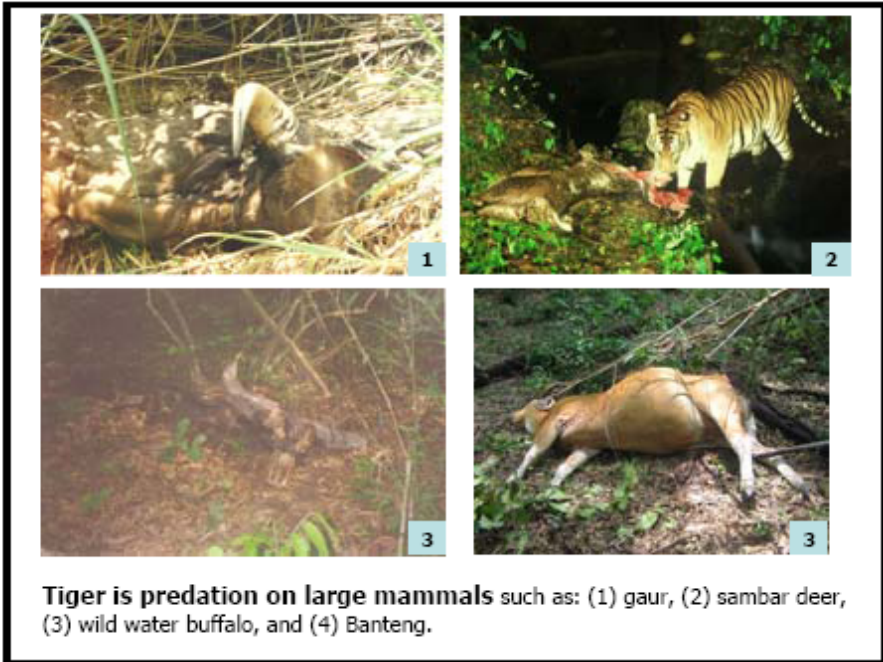 1
2
3
3
Tiger is predation on large mammals such as: (1) gaur, (2) sambar deer,
(3) wild water buffalo, and (4) Banteng.